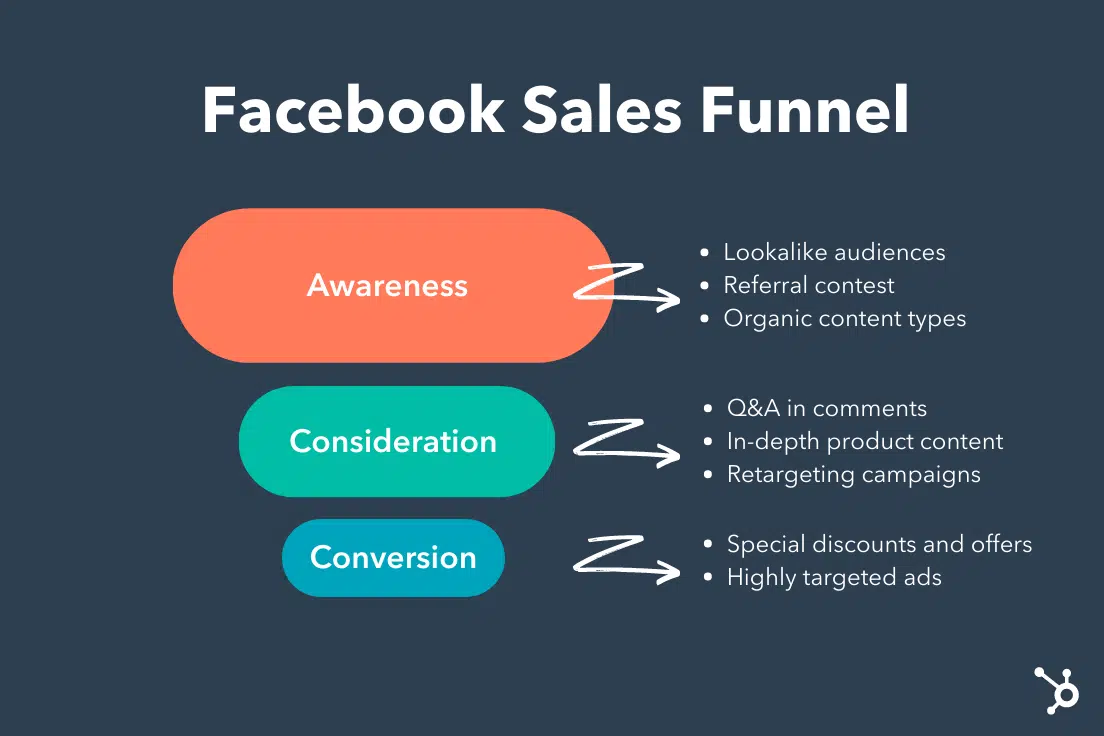 Facebook Sales Funnel
Awareness
• Lookalike audiences
• Referral contest
• Organic content types
Consideration
• Q&A in comments
• In-depth product content
• Retargeting campaigns
Conversion
• Special discounts and offers
• Highly targeted ads